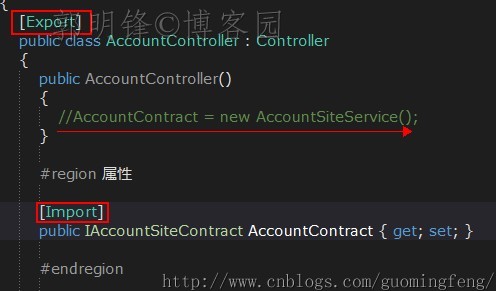 {
郭明锋©博客园
[Export]
public class AccountController : Controller
{
public AccountController()
{
//AccountContract = new AccountSiteService();
}
#region 属性
[Import]
public IAccountSiteContract AccountContract { get; set; }
#endregion
http://www.cnblogs.com/guomingfeng/